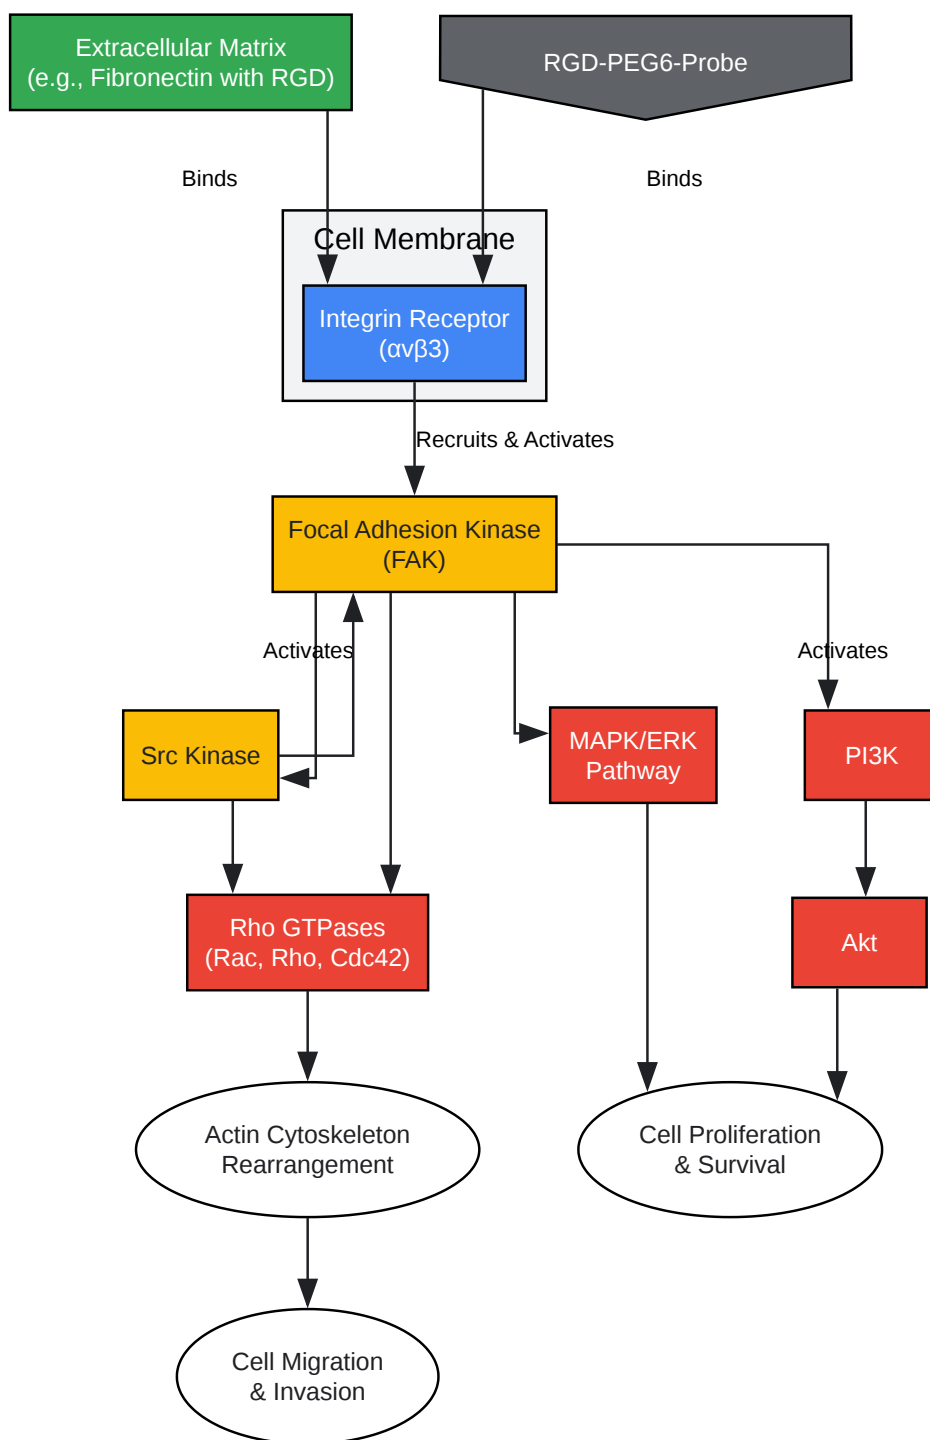 Extracellular Matrix
(e.g., Fibronectin with RGD)
RGD-PEG6-Probe
Binds
Binds
Cell Membrane
Integrin Receptor
(αvβ3)
Recruits & Activates
Focal Adhesion Kinase
(FAK)
Activates
Activates
Src Kinase
MAPK/ERK
Pathway
PI3K
Rho GTPases
(Rac, Rho, Cdc42)
Akt
Actin Cytoskeleton
Rearrangement
Cell Proliferation
& Survival
Cell Migration
& Invasion